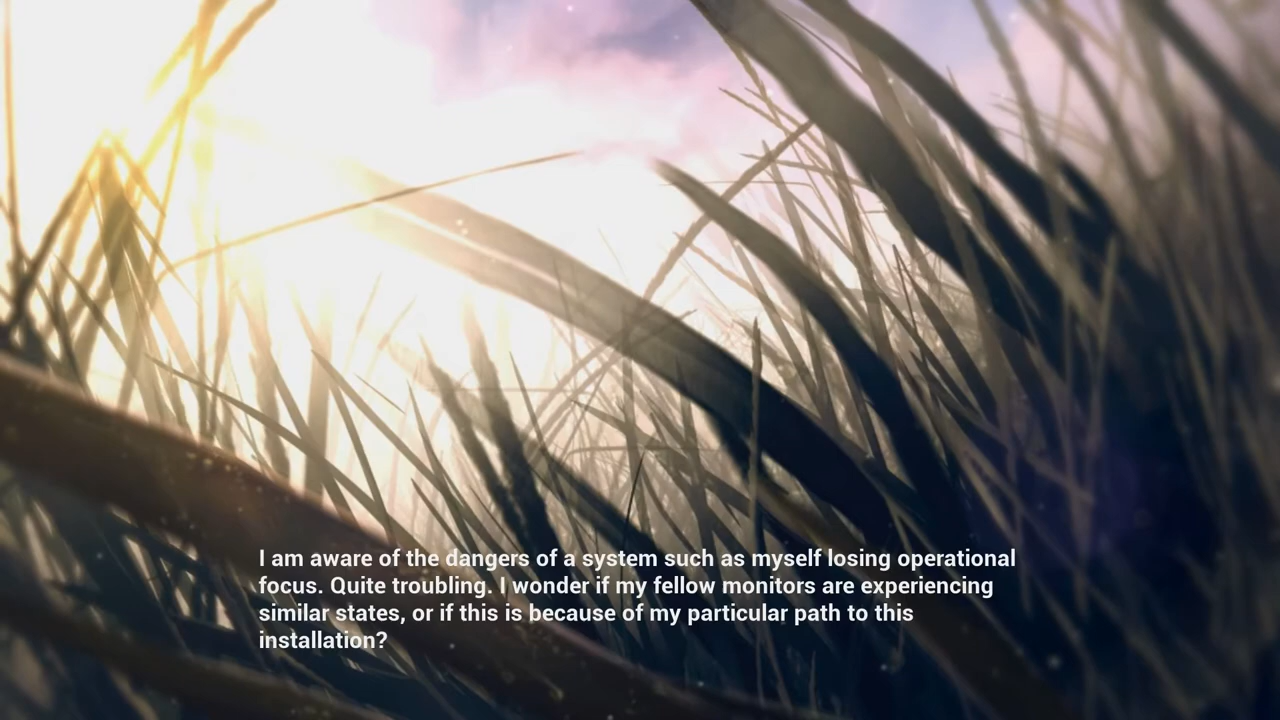 I am aware of the dangers of a system such as myself losing operational
focus. Quite troubling. I wonder if my fellow monitors are experiencing
similar states, or if this is because of my particular path to this
installation?